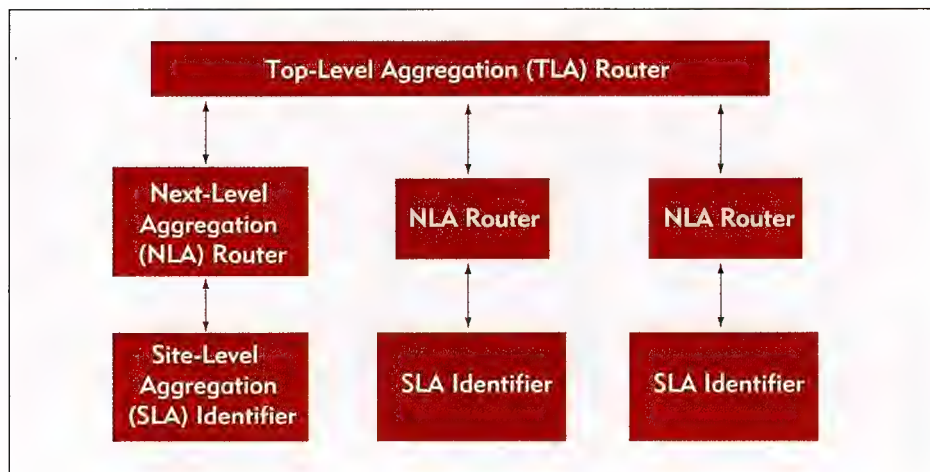 Top-Level Aggregation (TLA) Router
Next-Level
Aggregation
(NLA) Router
NLA Router
NLA Router
Site-Level
Aggregation
(SLA) Identifier
SLA Identifier
SLA Identifier